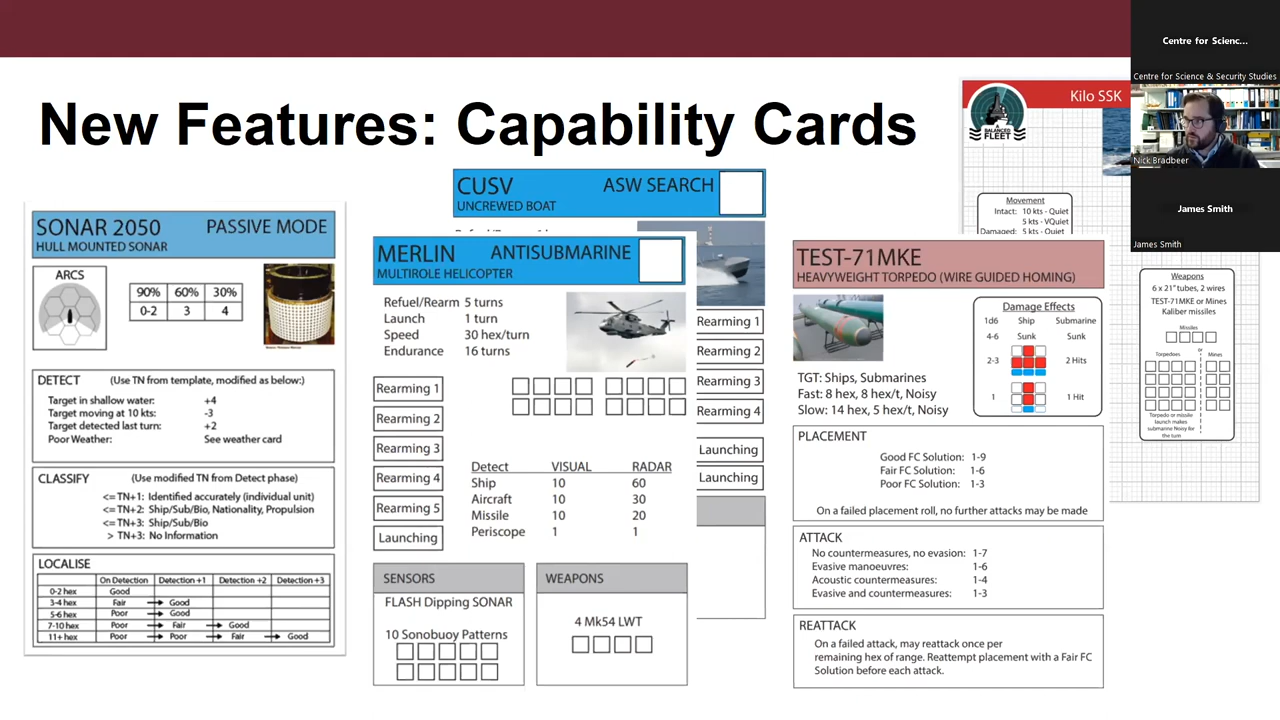 New Features: Capability Cards
SONAR 2050 PASSIVE MODE
HULL MOUNTED SONAR
ARCS
90% 60% 30%
0-2 3 4
DETECT (Use TN from template, modified as below:)
Target in shallow water: +4
Target moving at 10 kts: -3
Target detected last turn: +2
Poor Weather: See weather card
CLASSIFY (Use modified TN from Detect phase)
<= TN+1: Identified accurately (individual unit)
<= TN+2: Ship/Sub/Bio, Nationality, Propulsion
<= TN+3: Ship/Sub/Bio
> TN+3: No Information
LOCALISE
On Detection Detection +1 Detection +2 Detection +3
0-2 hex Good
3-4 hex Fair Good
5-6 hex Poor Good
7-10 hex Poor Fair Good
11+ hex Poor Poor Fair Good
CUSV ASW SEARCH
UNCREWED BOAT
Rearming 1
Rearming 2
Rearming 3
Rearming 4
Launching
Launching
MERLIN ANTISUBMARINE
MULTIROLE HELICOPTER
Refuel/Rearm 5 turns
Launch 1 turn
Speed 30 hex/turn
Endurance 16 turns
Rearming 1
Rearming 2
Rearming 3
Rearming 4
Rearming 5
Launching
Detect VISUAL RADAR
Ship 10 60
Aircraft 10 30
Missile 10 20
Periscope 1 1
SENSORS
FLASH Dipping SONAR
10 Sonobuoy Patterns
WEAPONS
4 Mk54 LWT
TEST-71MKE
HEAVYWEIGHT TORPEDO (WIRE GUIDED HOMING)
Damage Effects
1d6 Ship Submarine
4-6 Sunk Sunk
2-3 2 Hits
1 1 Hit
TGT: Ships, Submarines
Fast: 8 hex, 8 hex/t, Noisy
Slow: 14 hex, 5 hex/t, Noisy
PLACEMENT
Good FC Solution: 1-9
Fair FC Solution: 1-6
Poor FC Solution: 1-3
On a failed placement roll, no further attacks may be made
ATTACK
No countermeasures, no evasion: 1-7
Evasive manoeuvres: 1-6
Acoustic countermeasures: 1-4
Evasive and countermeasures: 1-3
REATTACK
On a failed attack, may reattack once per
remaining hex of range. Reattempt placement with a Fair FC
Solution before each attack.
Kilo SSK
A BALANCED
FLEET
Movement
Intact: 10 kts - Quiet
5 kts - VQuiet
Damaged: 5 kts - Quiet
Weapons
6 x 21" tubes, 2 wires
TEST-71MKE or Mines
Kaliber missiles
Missiles
or
Torpedoes Mines
Torpedo or missile
launch makes
submarine Noisy for
the turn
Centre for Scienc...
Centre for Science & Security Studies
Nick Bradbeer
James Smith
James Smith